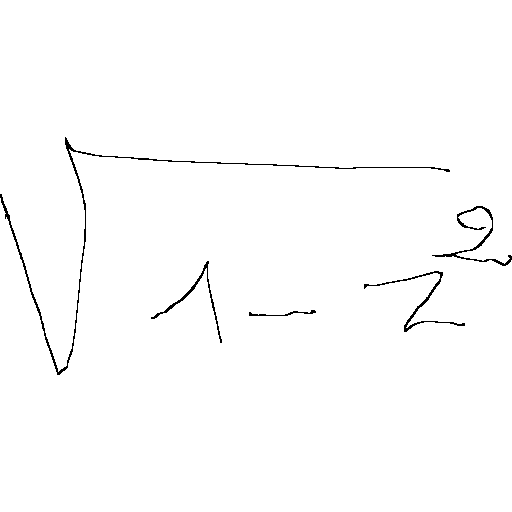 √(1 - z²)